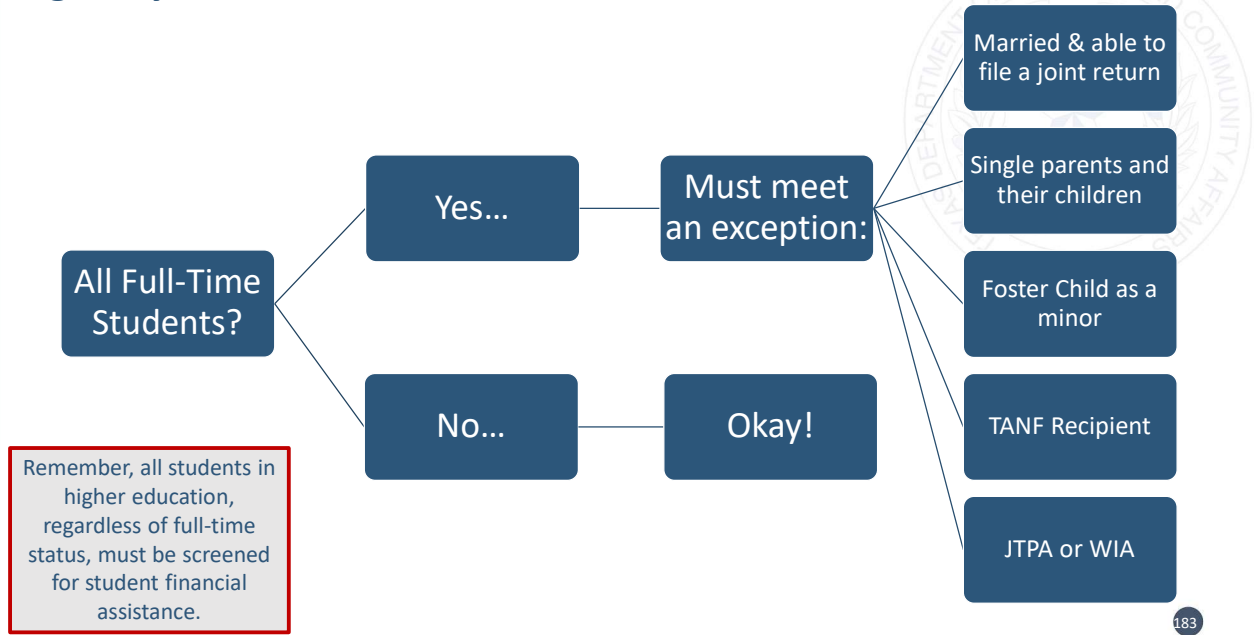 All Full-Time
Students?
Yes...
Must meet
an exception:
Married & able to
file a joint return
Single parents and
their children
Foster Child as a
minor
TANF Recipient
JTPA or WIA
No...
Okay!
Remember, all students in
higher education,
regardless of full-time
status, must be screened
for student financial
assistance.
183